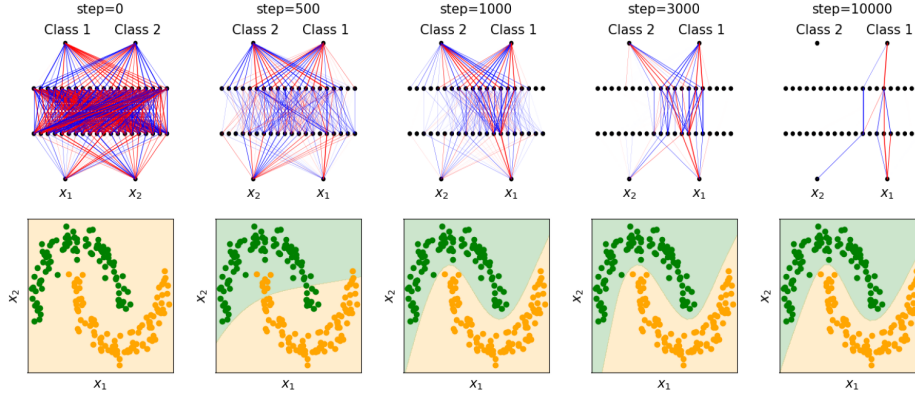 step=0
step=500
step=1000
step=3000
step=10000
Class 1 Class 2
Class 2 Class 1
Class 2 Class 1
Class 2 Class 1
Class 2 Class 1
x₁ x₂
x₂ x₁
x₂ x₁
x₂ x₁
x₂ x₁
x₂
x₂
x₂
x₂
x₂
x₁
x₁
x₁
x₁
x₁